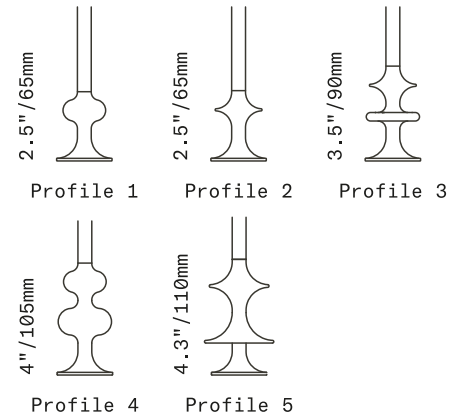 2.5"/65mm
Profile 1
2.5"/65mm
Profile 2
3.5"/90mm
Profile 3
4"/105mm
Profile 4
4.3"/110mm
Profile 5